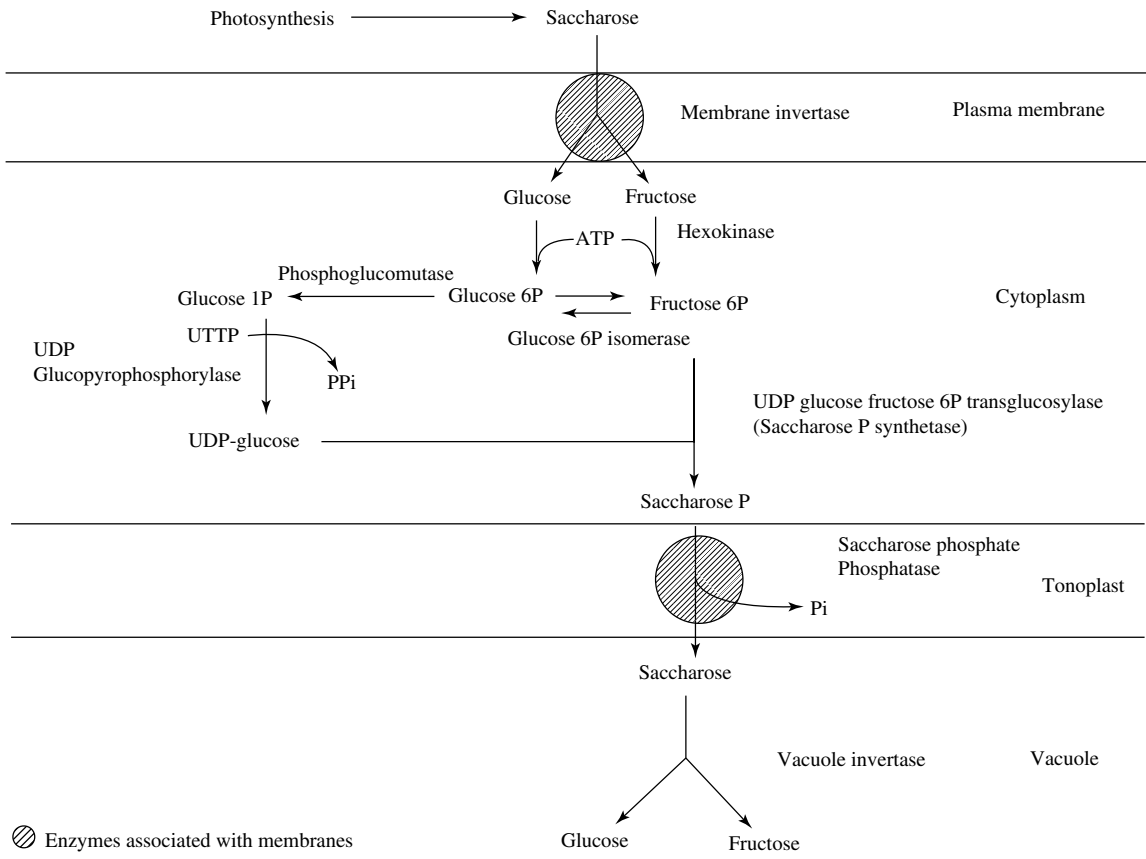 Photosynthesis
Saccharose
Membrane invertase
Plasma membrane
Glucose
Fructose
ATP
Hexokinase
Phosphoglucomutase
Glucose 1P
Glucose 6P
Fructose 6P
Cytoplasm
UTTP
Glucose 6P isomerase
UDP
Glucopyrophosphorylase
PPi
UDP glucose fructose 6P transglucosylase
(Saccharose P synthetase)
UDP-glucose
Saccharose P
Saccharose phosphate
Phosphatase
Tonoplast
Pi
Saccharose
Vacuole invertase
Vacuole
Glucose
Fructose
Enzymes associated with membranes